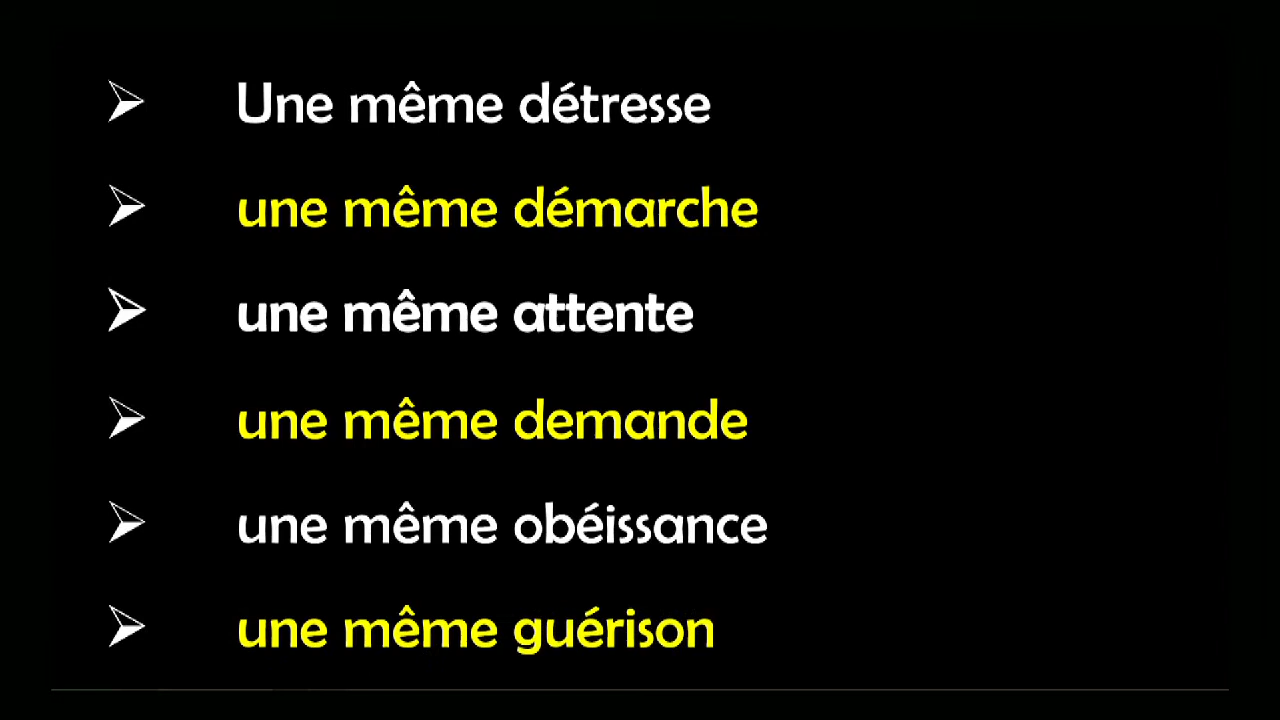 ➢ Une même détresse
➢ une même démarche
➢ une même attente
➢ une même demande
➢ une même obéissance
➢ une même guérison